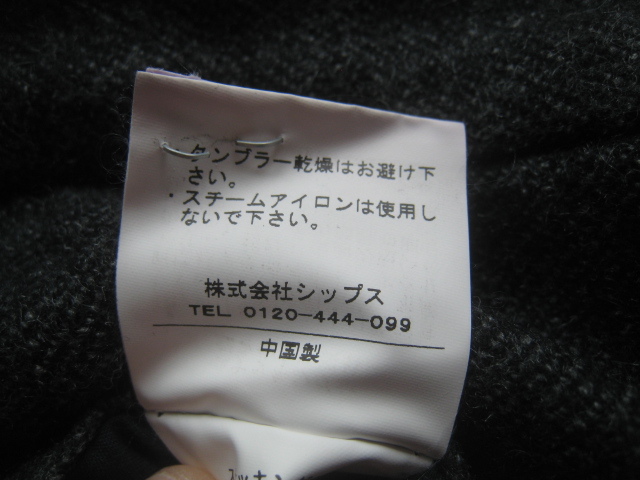 ・タンブラー乾燥はお避け下
さい。
・スチームアイロンは使用し
ないで下さい。
株式会社シップス
TEL 0120-444-099
中国製